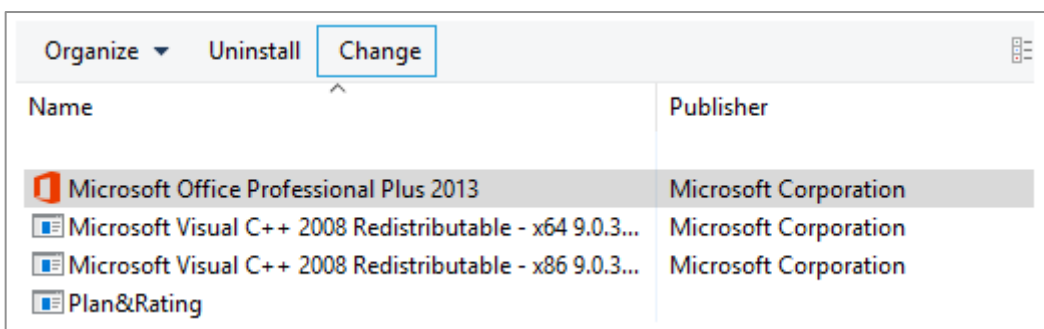 Organize Uninstall Change
Name Publisher
Microsoft Office Professional Plus 2013 Microsoft Corporation
Microsoft Visual C++ 2008 Redistributable - x64 9.0.3... Microsoft Corporation
Microsoft Visual C++ 2008 Redistributable - x86 9.0.3... Microsoft Corporation
Plan&Rating